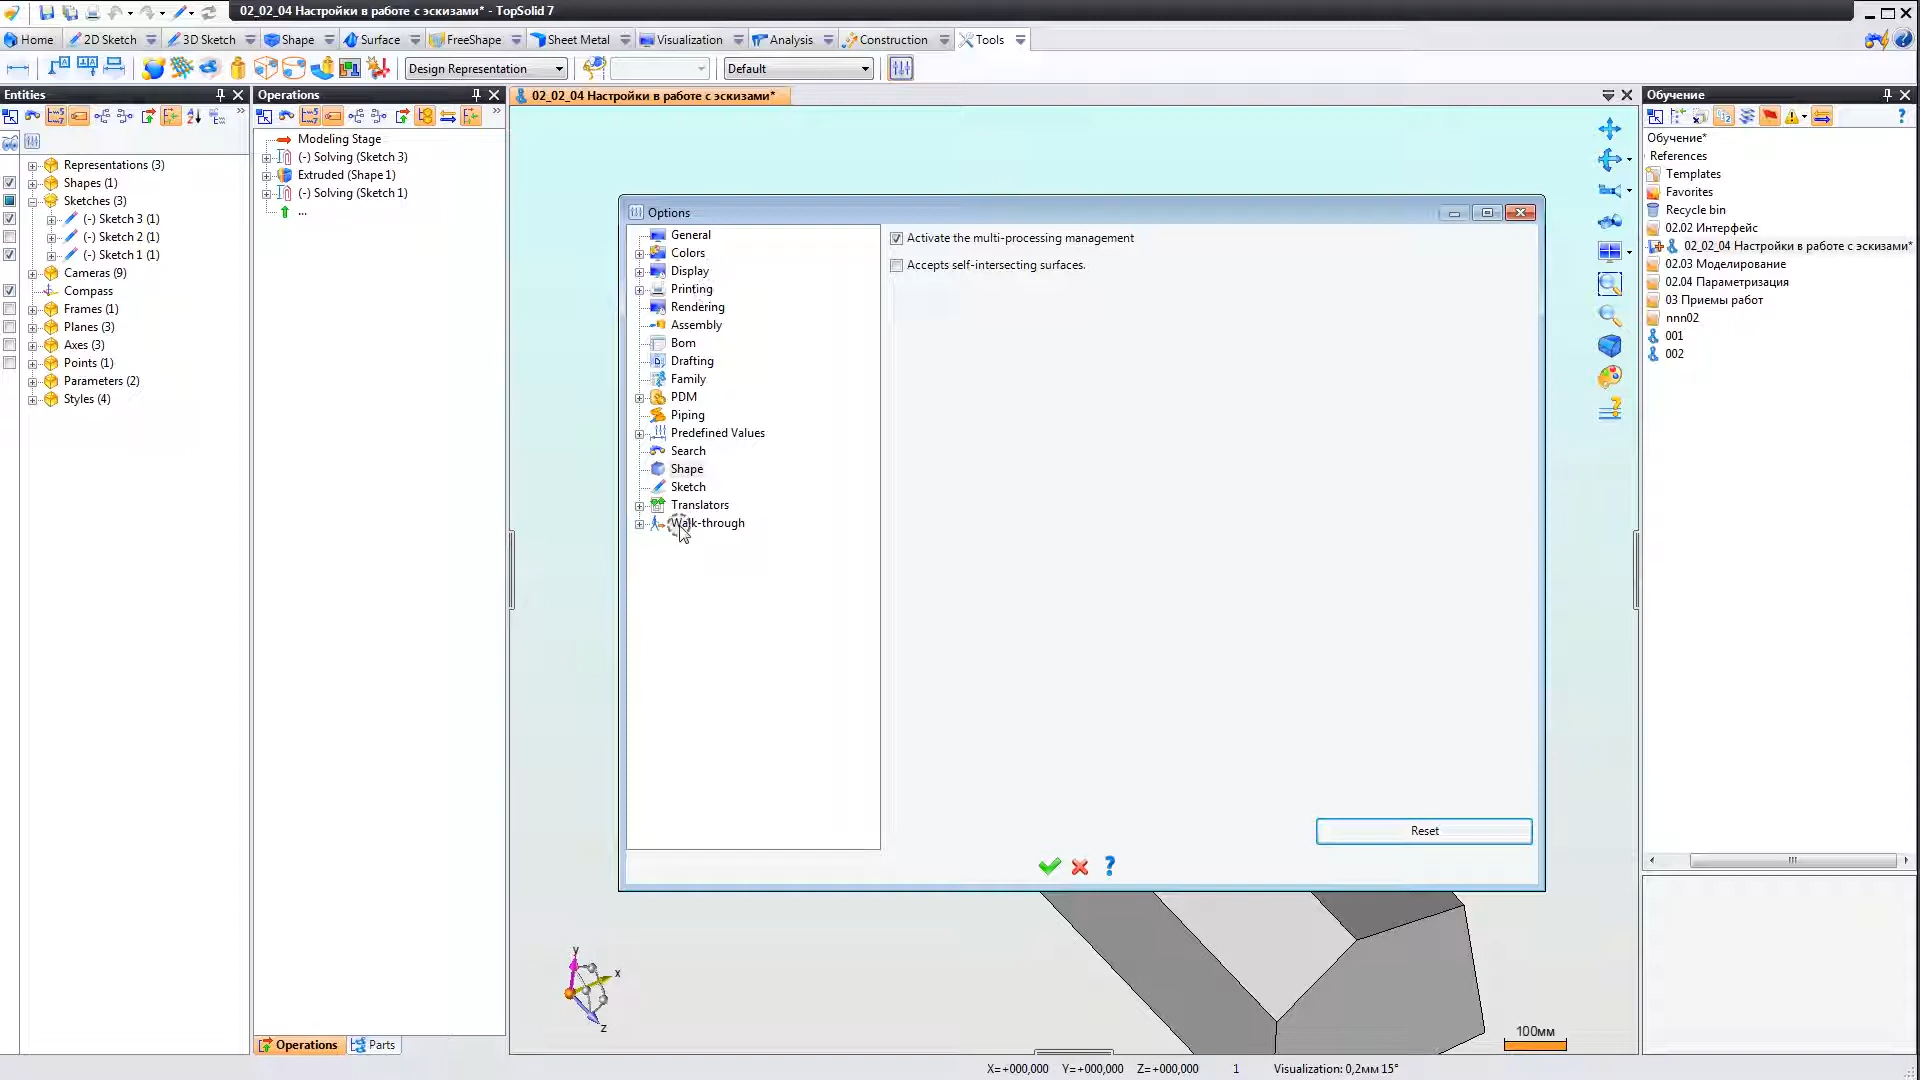 02_02_04 Настройки в работе с эскизами* - TopSolid 7
Home
2D Sketch
3D Sketch
Shape
Surface
FreeShape
Sheet Metal
Visualization
Analysis
Construction
Tools
Design Representation
Default
Entities
Representations (3)
Shapes (1)
Sketches (3)
(-) Sketch 3 (1)
(-) Sketch 2 (1)
(-) Sketch 1 (1)
Cameras (9)
Compass
Frames (1)
Planes (3)
Axes (3)
Points (1)
Parameters (2)
Styles (4)
Operations
Modeling Stage
(-) Solving (Sketch 3)
Extruded (Shape 1)
(-) Solving (Sketch 1)
...
Operations
Parts
02_02_04 Настройки в работе с эскизами*
Options
General
Colors
Display
Printing
Rendering
Assembly
Bom
Drafting
Family
PDM
Piping
Predefined Values
Search
Shape
Sketch
Translators
Walk-through
Activate the multi-processing management
Accepts self-intersecting surfaces.
Reset
y
x
z
100мм
X=+000,000 Y=+000,000 Z=+000,000 1 Visualization: 0,2мм 15°
Обучение
Обучение*
References
Templates
Favorites
Recycle bin
02.02 Интерфейс
02_02_04 Настройки в работе с эскизами*
02.03 Моделирование
02.04 Параметризация
03 Приемы работ
nnn02
001
002